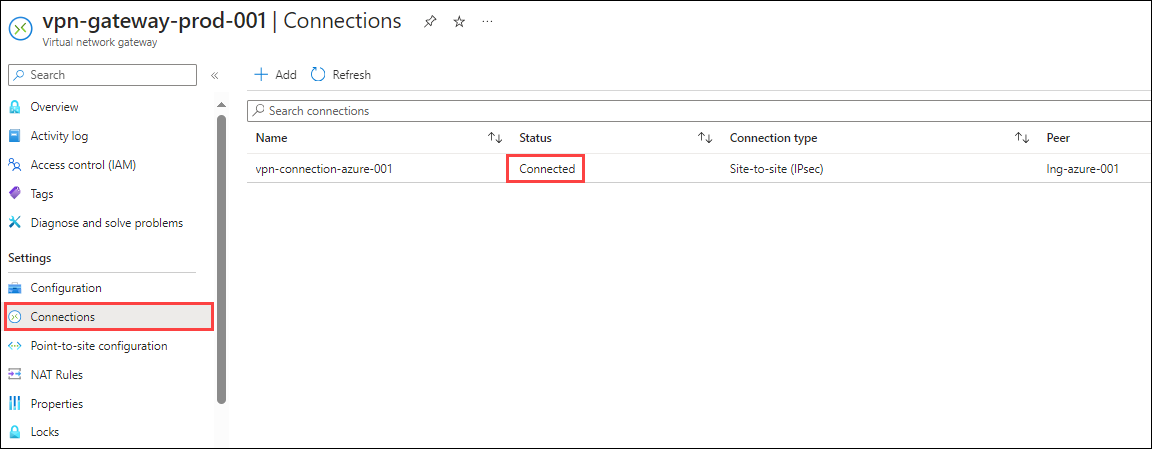 vpn-gateway-prod-001 | Connections
Virtual network gateway
Search
Add Refresh
Search connections
Name Status Connection type Peer
vpn-connection-azure-001 Connected Site-to-site (IPsec) lng-azure-001
Overview
Activity log
Access control (IAM)
Tags
Diagnose and solve problems
Settings
Configuration
Connections
Point-to-site configuration
NAT Rules
Properties
Locks